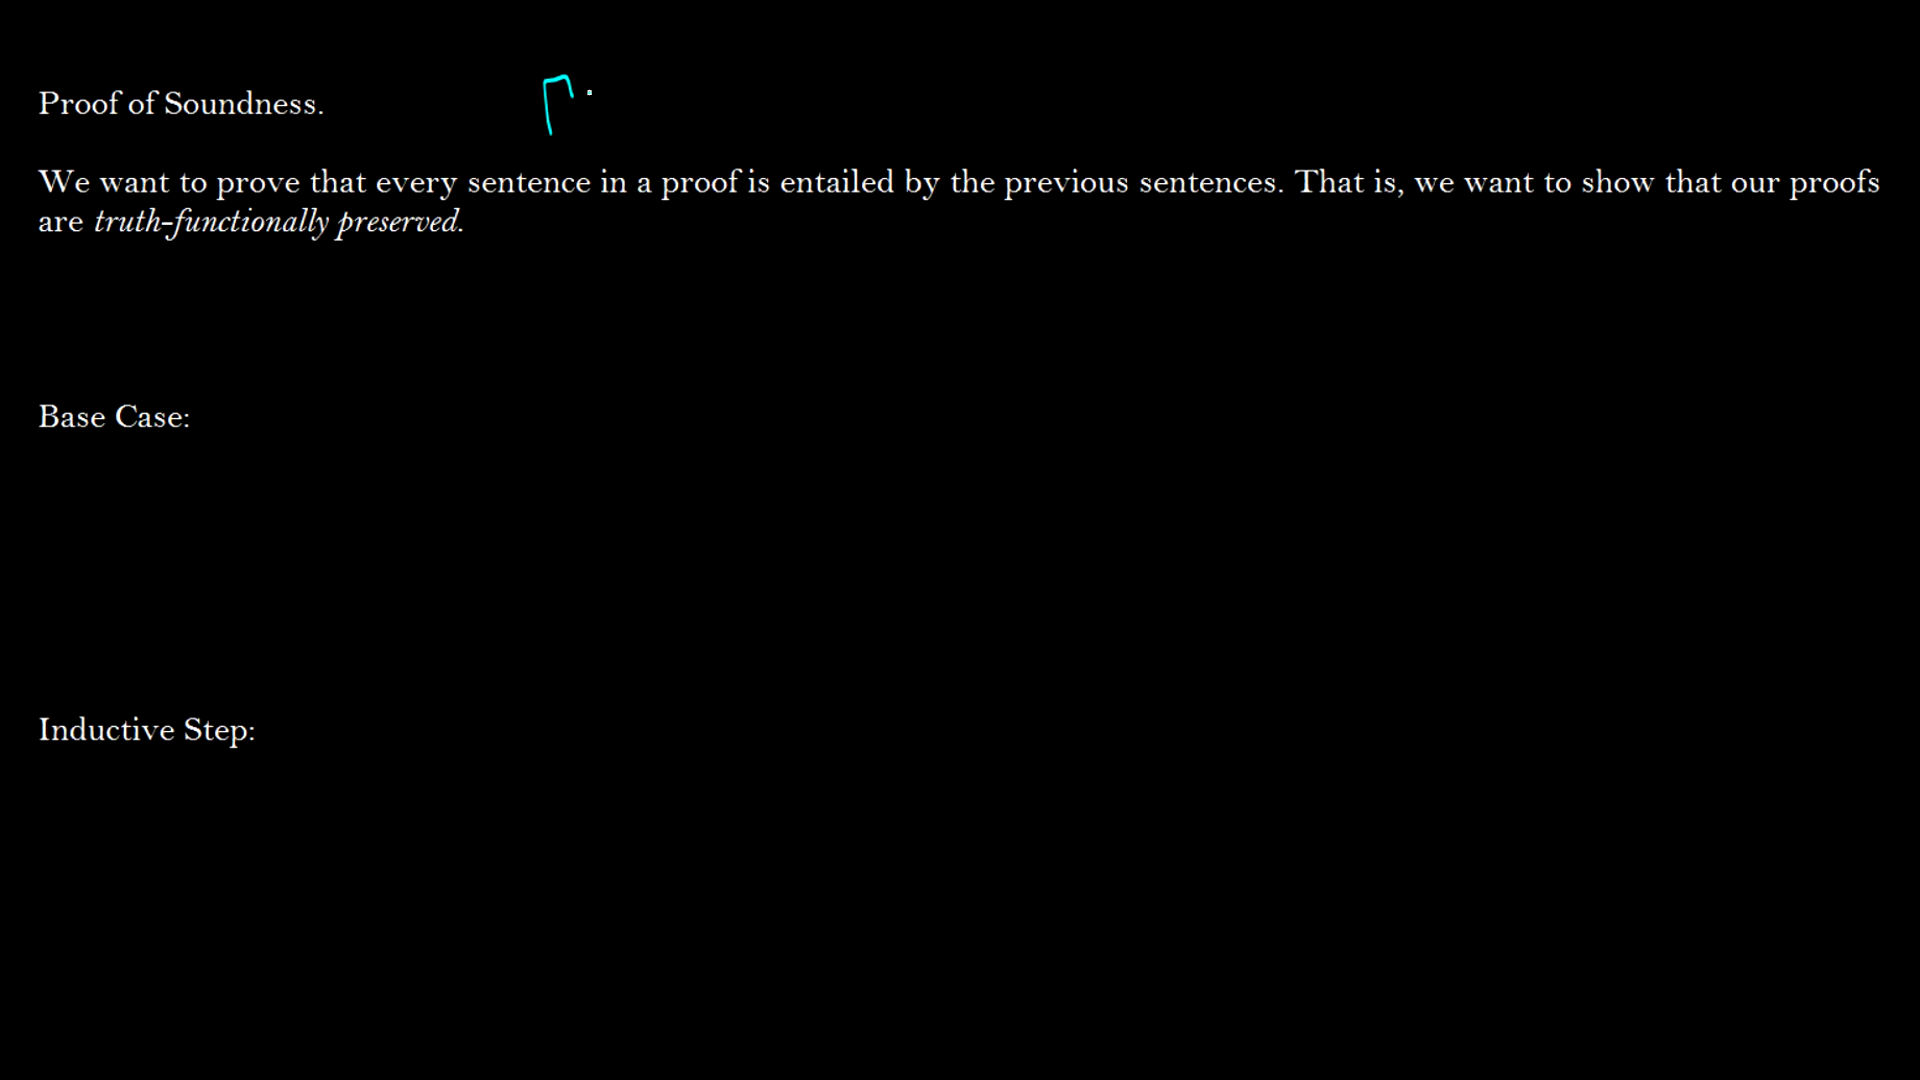 Proof of Soundness. Γ
We want to prove that every sentence in a proof is entailed by the previous sentences. That is, we want to show that our proofs
are truth-functionally preserved.
Base Case:
Inductive Step: